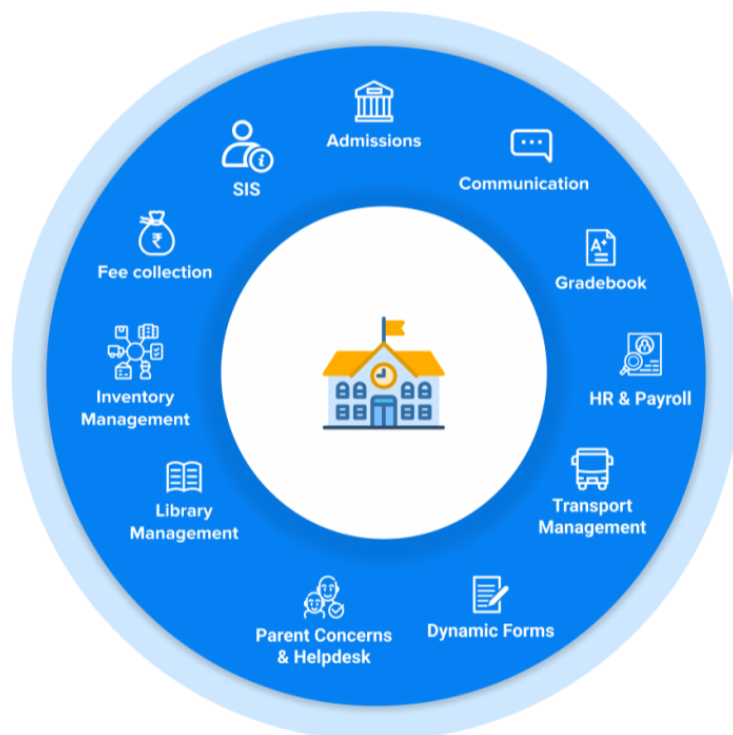 Admissions
Communication
Gradebook
A+
HR & Payroll
Transport
Management
Dynamic Forms
Parent Concerns
& Helpdesk
Library
Management
Inventory
Management
Fee collection
₹
SIS
i